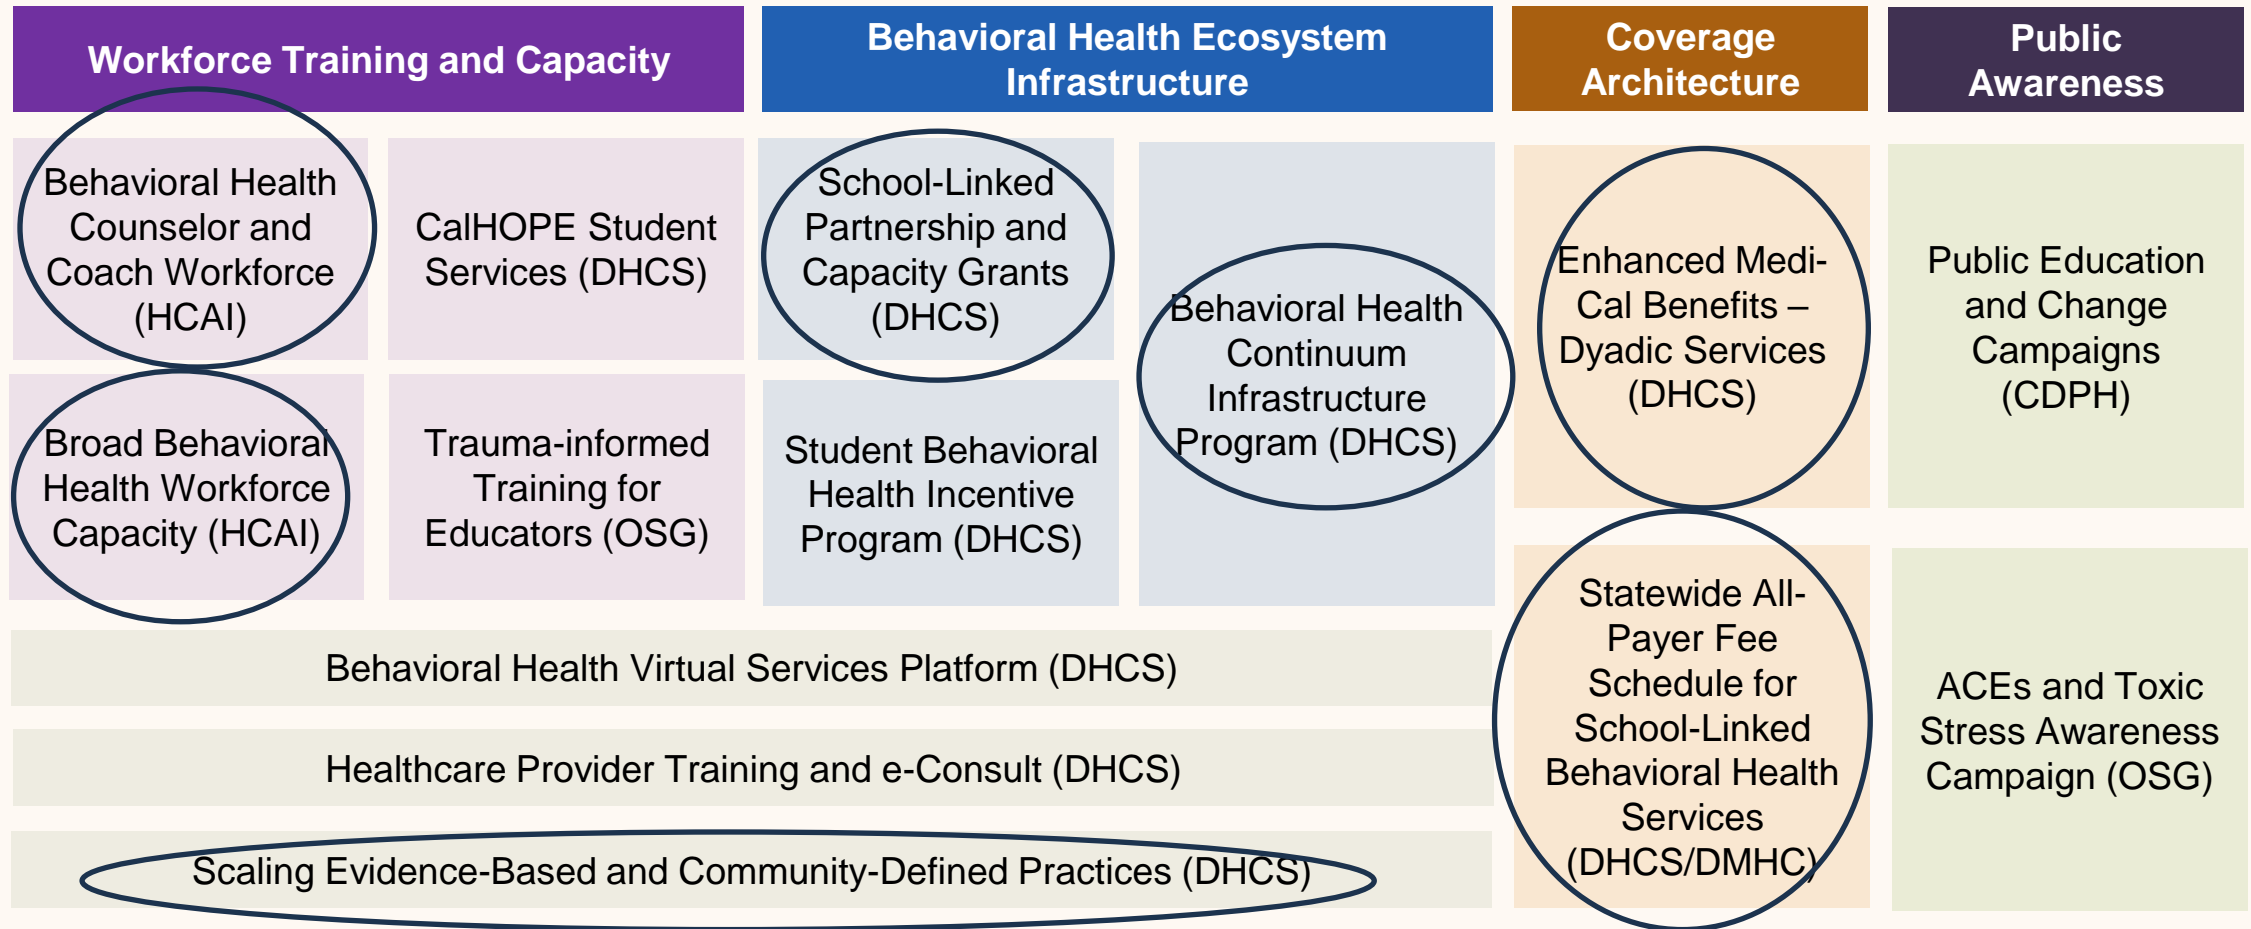 Workforce Training and Capacity
Behavioral Health Ecosystem
Infrastructure
Coverage
Architecture
Public
Awareness
Behavioral Health
Counselor and
Coach Workforce
(HCAI)
CalHOPE Student
Services (DHCS)
School-Linked
Partnership and
Capacity Grants
(DHCS)
Behavioral Health
Continuum
Infrastructure
Program (DHCS)
Enhanced Medi-
Cal Benefits –
Dyadic Services
(DHCS)
Public Education
and Change
Campaigns
(CDPH)
Broad Behavioral
Health Workforce
Capacity (HCAI)
Trauma-informed
Training for
Educators (OSG)
Student Behavioral
Health Incentive
Program (DHCS)
Statewide All-
Payer Fee
Schedule for
School-Linked
Behavioral Health
Services
(DHCS/DMHC)
ACEs and Toxic
Stress Awareness
Campaign (OSG)
Behavioral Health Virtual Services Platform (DHCS)
Healthcare Provider Training and e-Consult (DHCS)
Scaling Evidence-Based and Community-Defined Practices (DHCS)